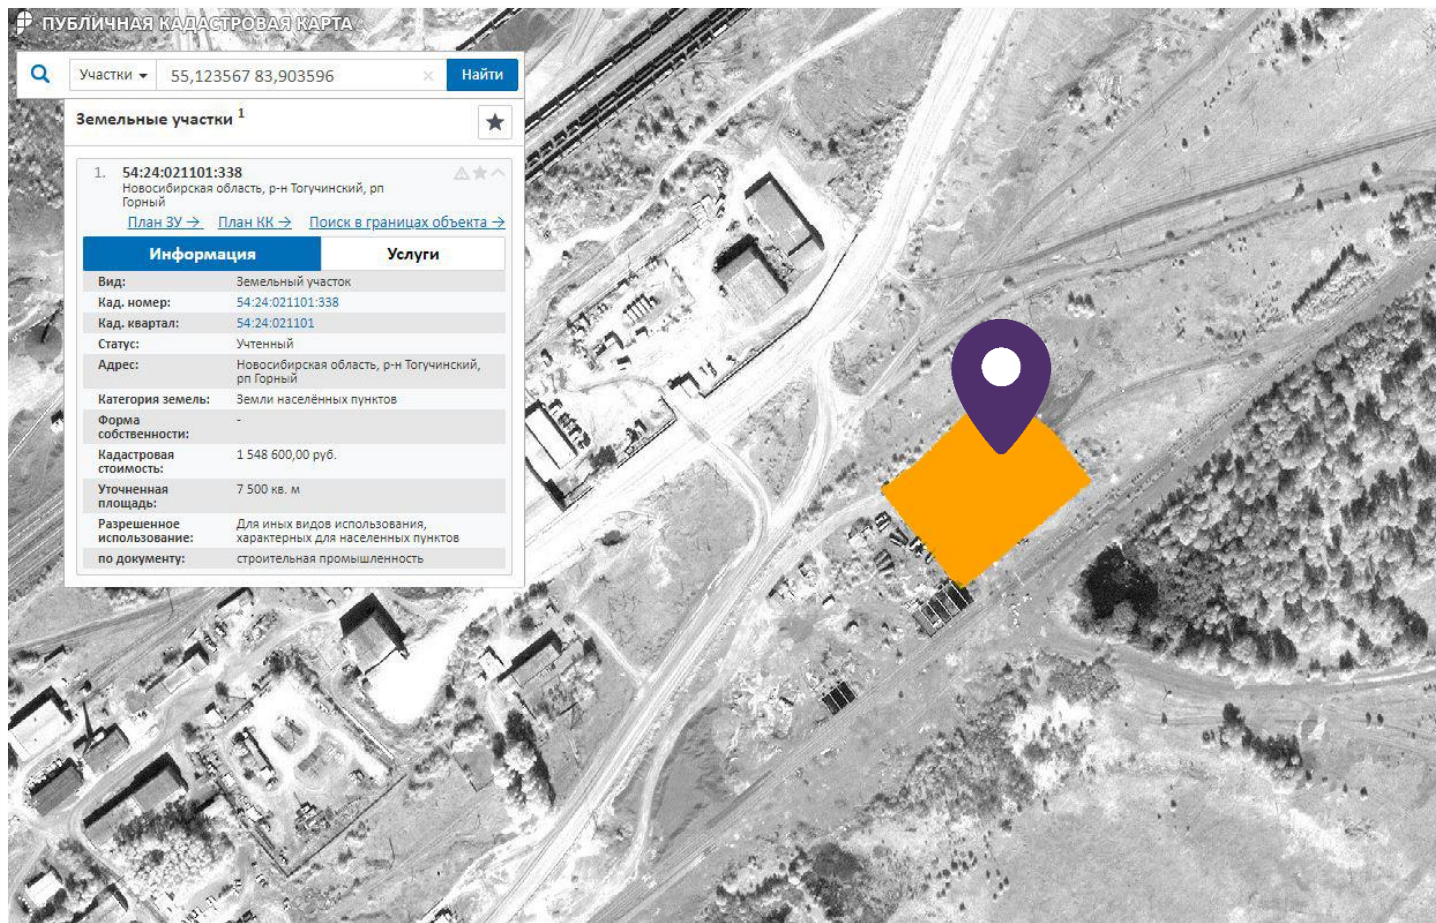 ПУБЛИЧНАЯ КАДАСТРОВАЯ КАРТА
Участки 55,123567 83,903596 × Найти
Земельные участки 1
1. 54:24:021101:338
Новосибирская область, р-н Тогучинский, рп
Горный
План ЗУ → План КК → Поиск в границах объекта →
Информация Услуги
Вид: Земельный участок
Кад. номер: 54:24:021101:338
Кад. квартал: 54:24:021101
Статус: Учтенный
Адрес: Новосибирская область, р-н Тогучинский,
рп Горный
Категория земель: Земли населённых пунктов
Форма -
собственности:
Кадастровая 1 548 600,00 руб.
стоимость:
Уточненная 7 500 кв. м
площадь:
Разрешенное Для иных видов использования,
использование: характерных для населенных пунктов
по документу: строительная промышленность